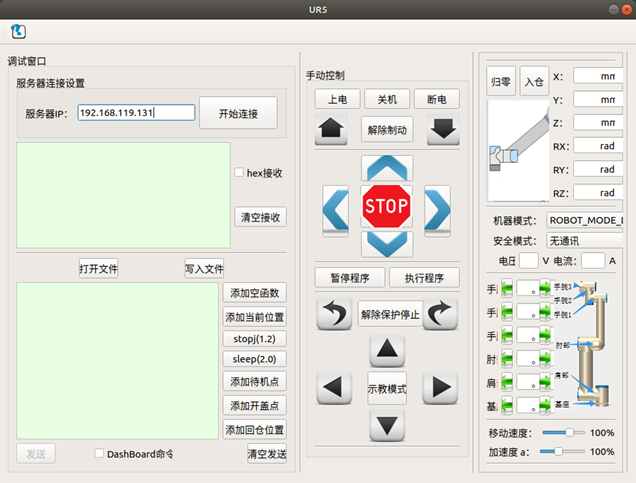 UR5
调试窗口
服务器连接设置
服务器IP: 192.168.119.131 开始连接
hex接收
清空接收
打开文件 写入文件
添加空函数
添加当前位置
stopj(1.2)
sleep(2.0)
添加待机点
添加开盖点
添加回仓位置
发送 DashBoard命令 清空发送
手动控制
上电 关机 断电
解除制动
STOP
暂停程序 执行程序
解除保护停止
示教模式
归零 入仓
X: mm
Y: mm
Z: mm
RX: rad
RY: rad
RZ: rad
机器模式: ROBOT_MODE_
安全模式: 无通讯
电压 V 电流: A
手 。
手 。
手 。
肘 。
肩 。
基 。
手腕3
手腕2
手腕1
肘部
肩部
基座
移动速度: 100%
加速度 a: 100%